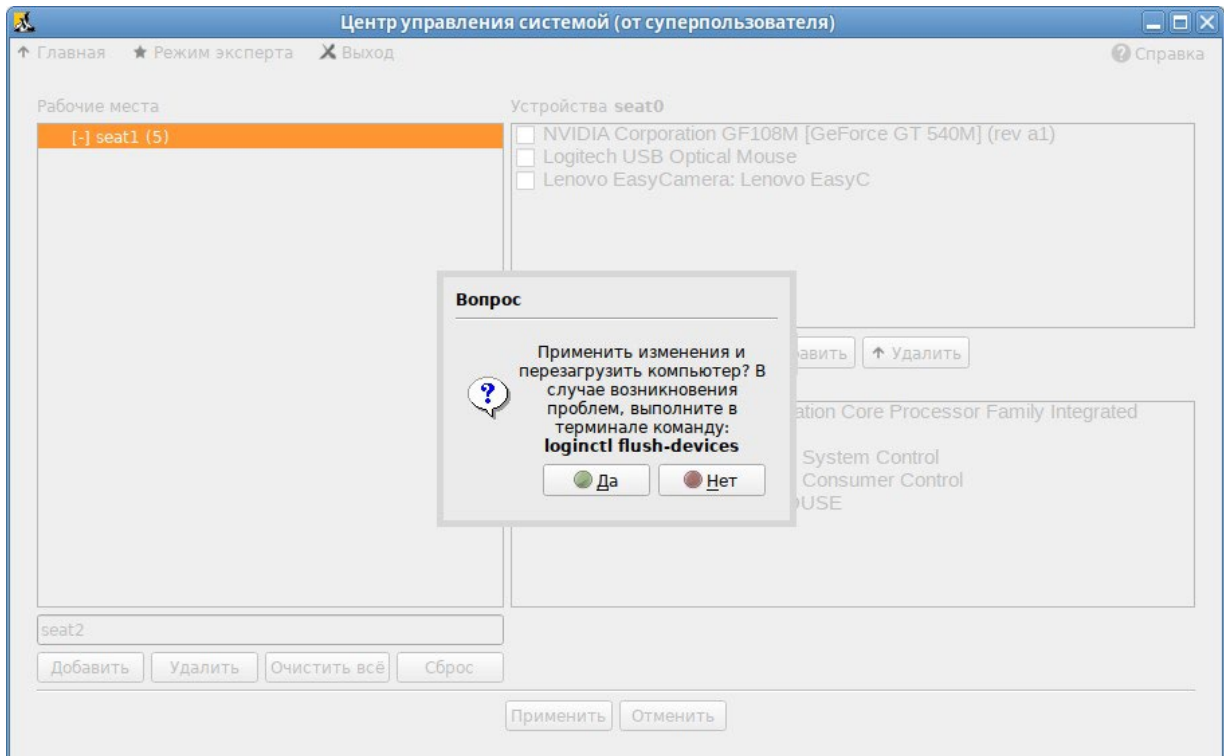 Центр управления системой (от суперпользователя)
Главная Режим эксперта Выход Справка
Рабочие места
[-] seat1 (5)
Устройства seat0
NVIDIA Corporation GF108M [GeForce GT 540M] (rev a1)
Logitech USB Optical Mouse
Lenovo EasyCamera: Lenovo EasyC
Удалить
Core Processor Family Integrated
System Control
Consumer Control
Вопрос
Применить изменения и
перезагрузить компьютер? В
случае возникновения
проблем, выполните в
терминале команду:
loginctl flush-devices
Да Нет
seat2
Добавить Удалить Очистить всё Сброс
Применить Отменить